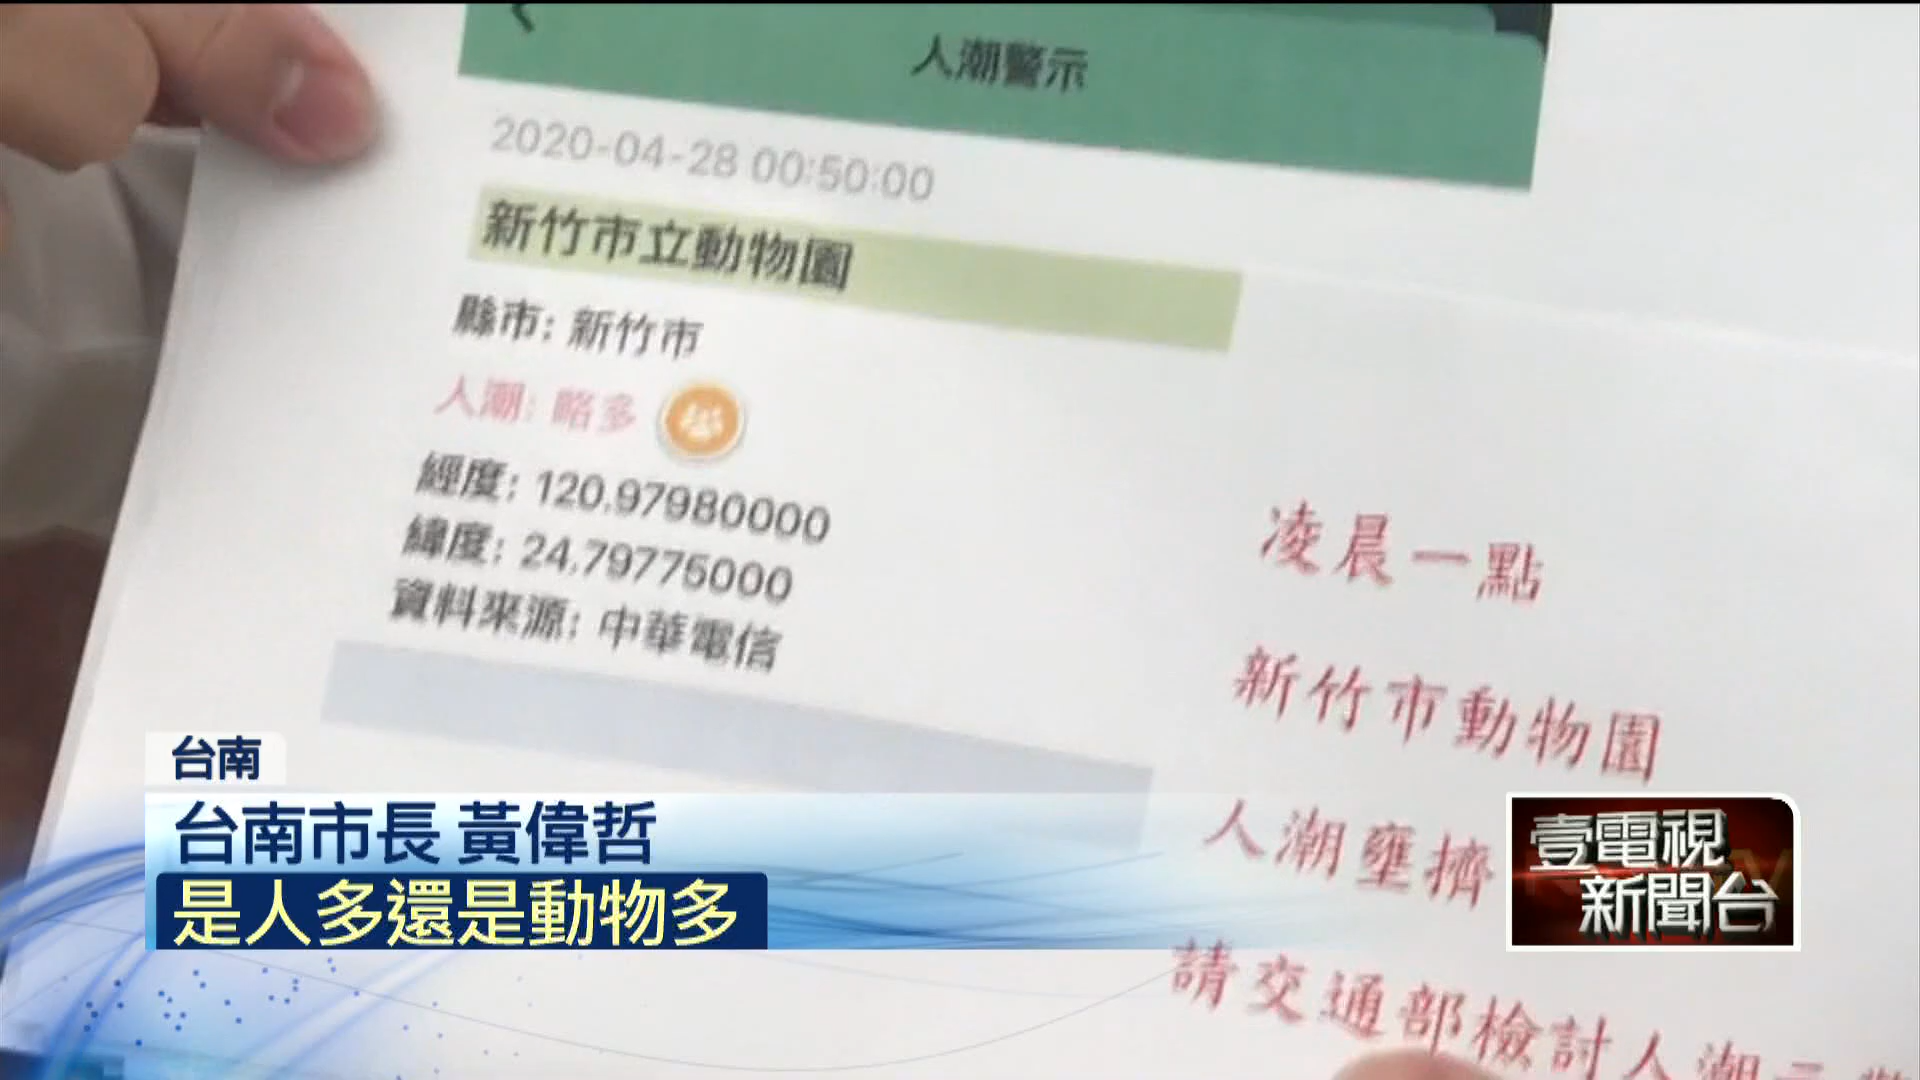 人潮警示
2020-04-28 00:50:00
新竹市立動物園
縣市: 新竹市
人潮: 略多
經度: 120.97980000
緯度: 24.79775000
資料來源: 中華電信
凌晨一點
新竹市動物園
人潮壅擠
請交通部檢討人潮
台南
台南市長 黃偉哲
是人多還是動物多
壹電視
新聞台